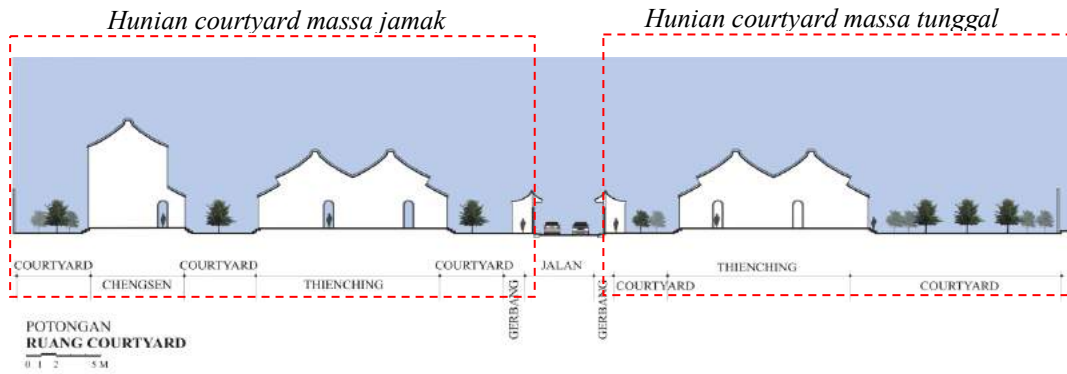 Hunian courtyard massa jamak
Hunian courtyard massa tunggal
COURTYARD
CHENGSEN
COURTYARD
THIENCHING
COURTYARD
GERBANG
JALAN
GERBANG
COURTYARD
THIENCHING
COURTYARD
POTONGAN
RUANG COURTYARD
0 1 2 5 M